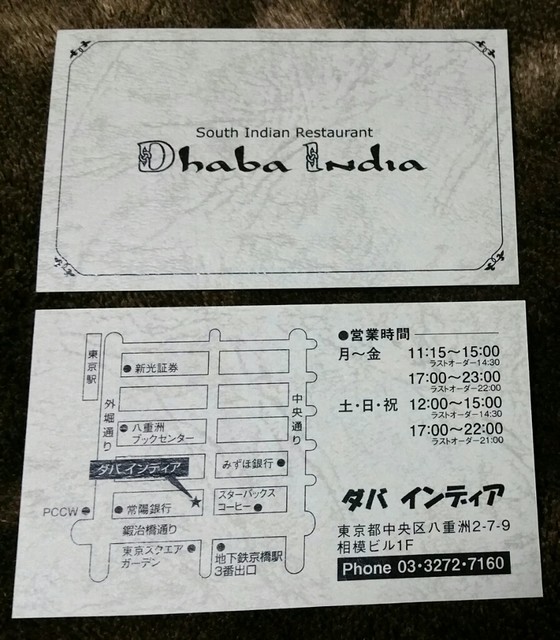 South Indian Restaurant
Dhaba India
東京駅
外堀通り
中央通り
新光証券
八重洲
ブックセンター
ダバ インディア
みずほ銀行
スターバックス
コーヒー
PCCW
常陽銀行
鍛冶橋通り
東京スクエア
ガーデン
地下鉄京橋駅
3番出口
●営業時間
月～金 11:15～15:00
ラストオーダー14:30
17:00～23:00
ラストオーダー22:00
土・日・祝 12:00～15:00
ラストオーダー14:30
17:00～22:00
ラストオーダー21:00
ダバ インディア
東京都中央区八重洲2-7-9
相模ビル1F
Phone 03・3272・7160